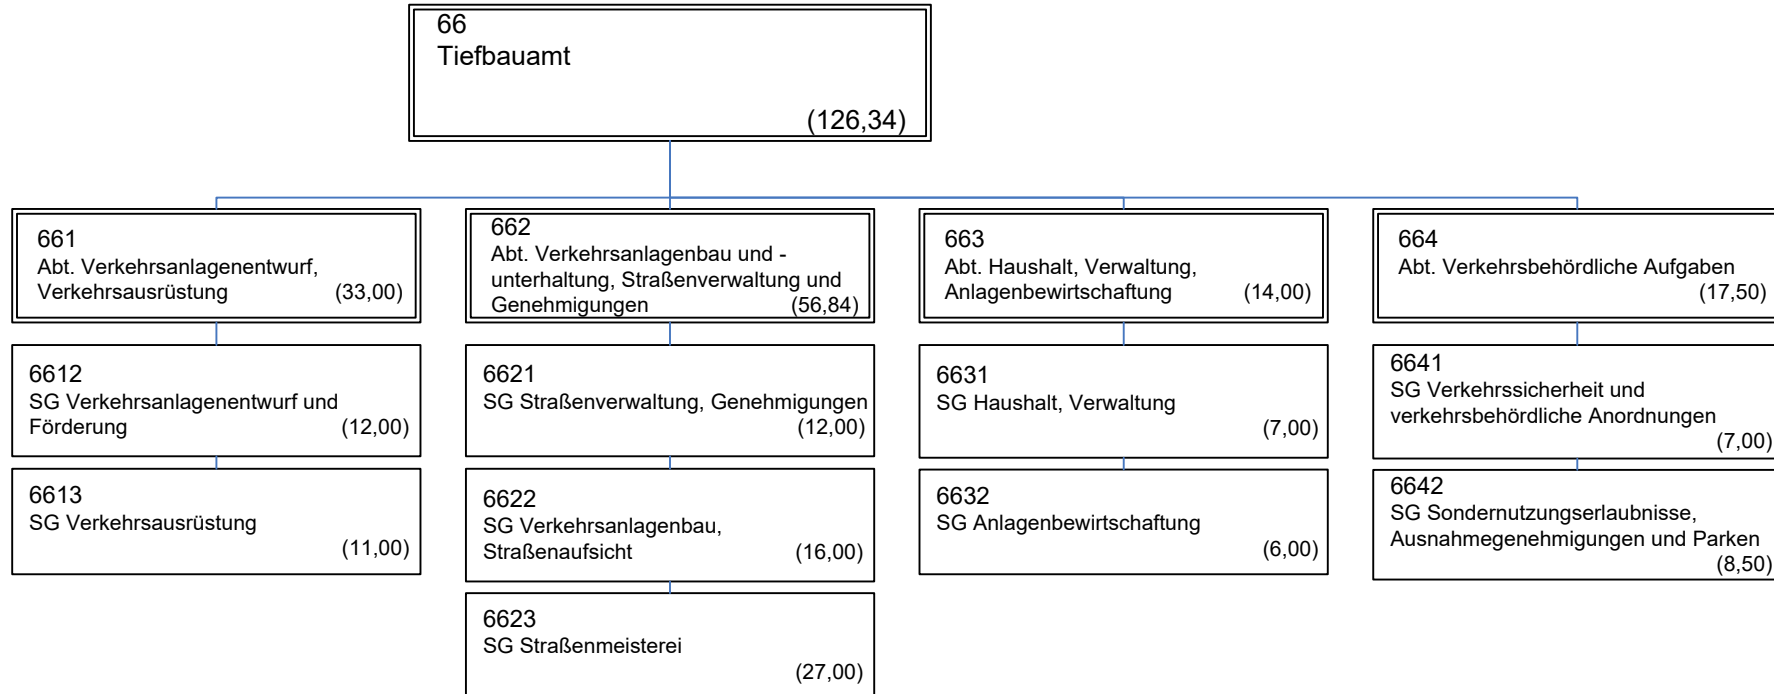 66
Tiefbauamt
(126,34)
661
Abt. Verkehrsanlagenentwurf,
Verkehrsausrüstung (33,00)
6612
SG Verkehrsanlagenentwurf und
Förderung (12,00)
6613
SG Verkehrsausrüstung
(11,00)
662
Abt. Verkehrsanlagenbau und -
unterhaltung, Straßenverwaltung und
Genehmigungen (56,84)
6621
SG Straßenverwaltung, Genehmigungen
(12,00)
6622
SG Verkehrsanlagenbau,
Straßenaufsicht (16,00)
6623
SG Straßenmeisterei
(27,00)
663
Abt. Haushalt, Verwaltung,
Anlagenbewirtschaftung (14,00)
6631
SG Haushalt, Verwaltung
(7,00)
6632
SG Anlagenbewirtschaftung
(6,00)
664
Abt. Verkehrsbehördliche Aufgaben
(17,50)
6641
SG Verkehrssicherheit und
verkehrsbehördliche Anordnungen
(7,00)
6642
SG Sondernutzungserlaubnisse,
Ausnahmegenehmigungen und Parken
(8,50)